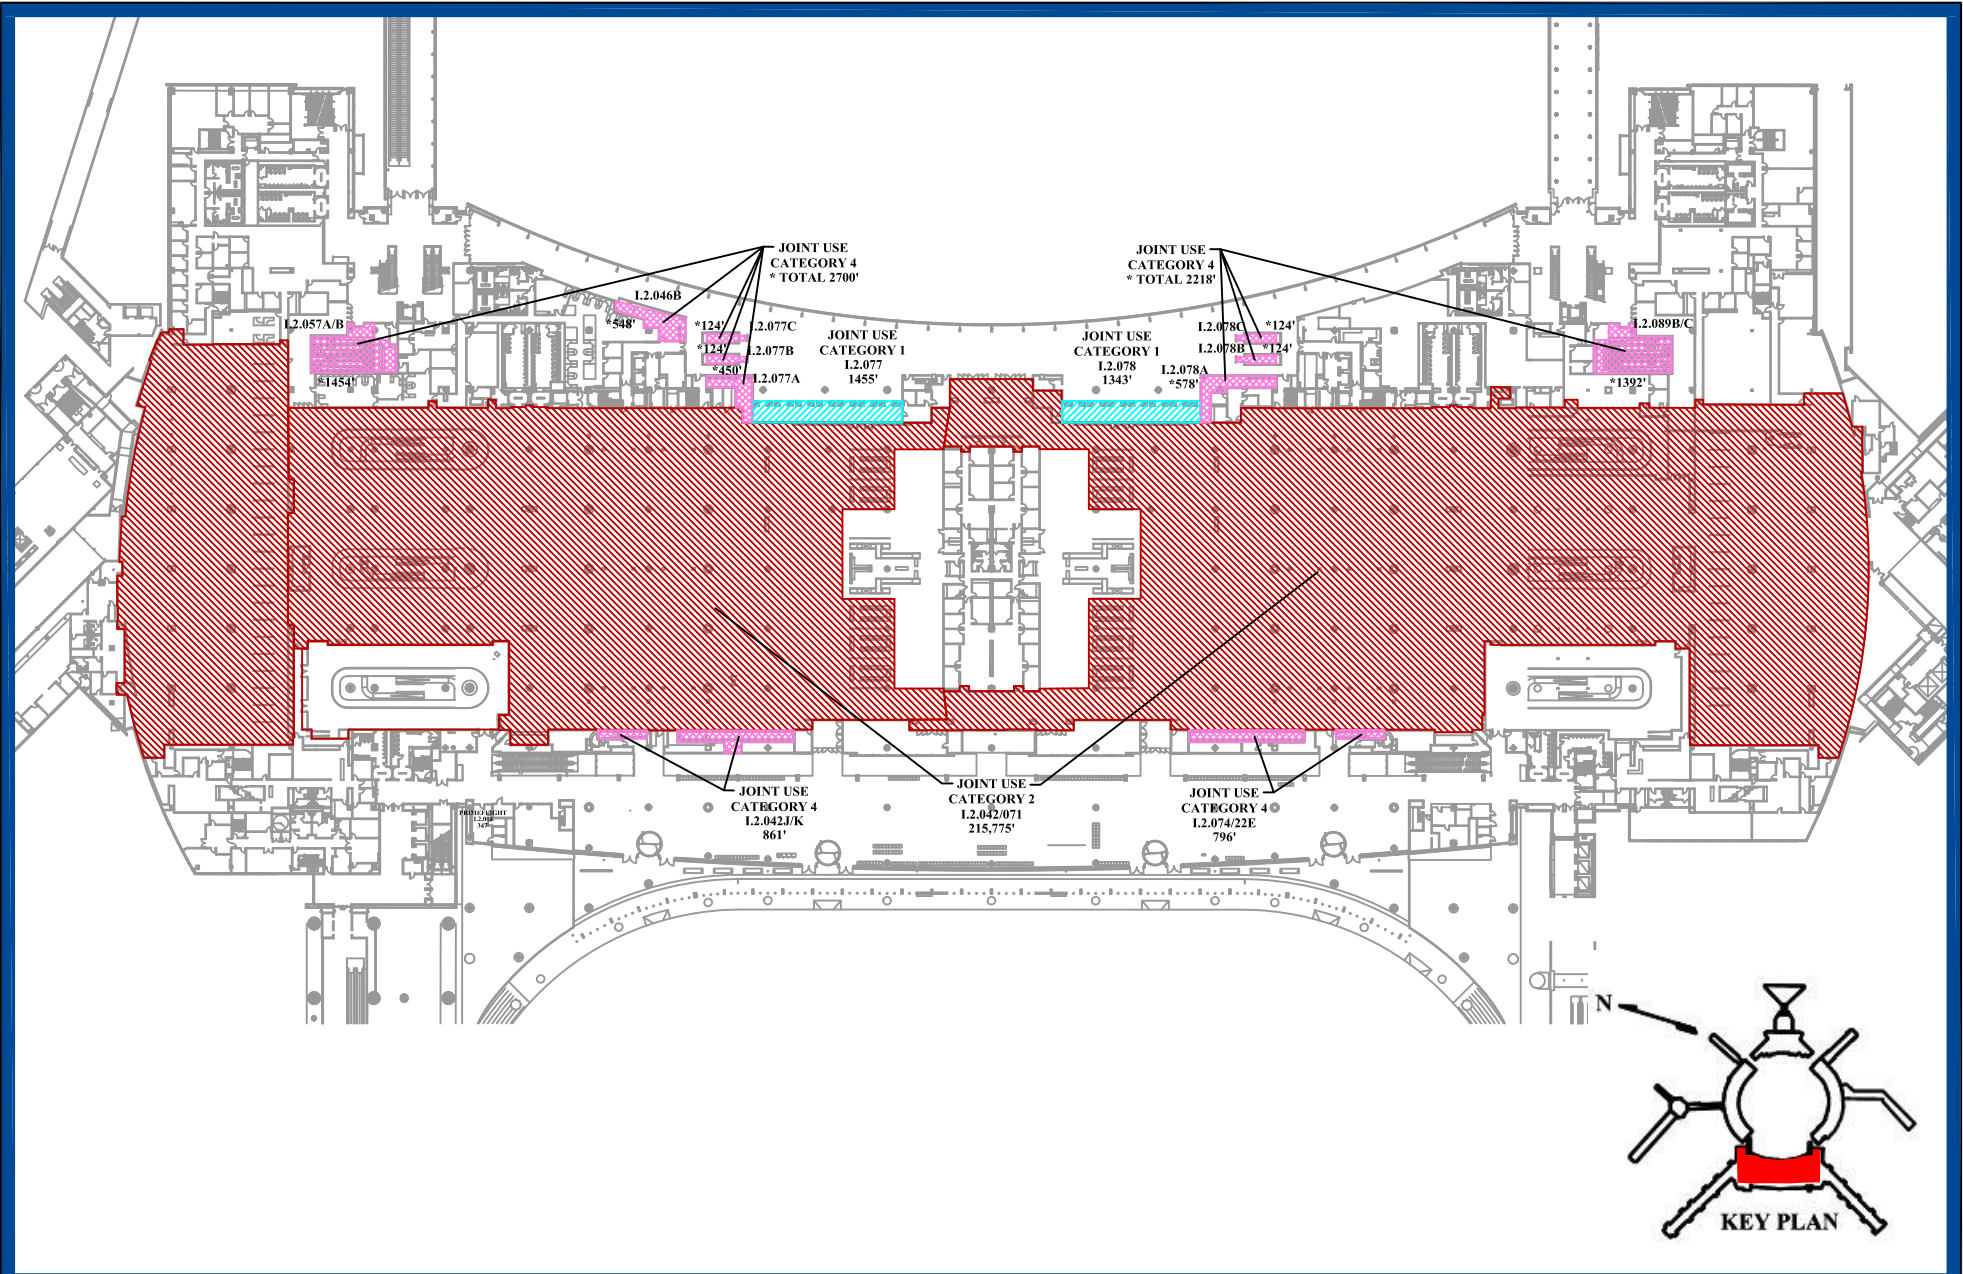 JOINT USE
CATEGORY 4
* TOTAL 2700'
JOINT USE
CATEGORY 4
* TOTAL 2218'
I.2.046B
*548'
I.2.057A/B
*1454'
*124'
I.2.077C
*124'
I.2.077B
*450'
I.2.077A
JOINT USE
CATEGORY 1
I.2.077
1455'
JOINT USE
CATEGORY 1
I.2.078
1343'
I.2.078C
*124'
I.2.078B
*124'
I.2.078A
*578'
I.2.089B/C
*1392'
JOINT USE
CATEGORY 4
I.2.042J/K
861'
JOINT USE
CATEGORY 2
I.2.042/071
215,775'
JOINT USE
CATEGORY 4
I.2.074/22E
796'
PRIMEFLIGHT
347'
N
KEY PLAN